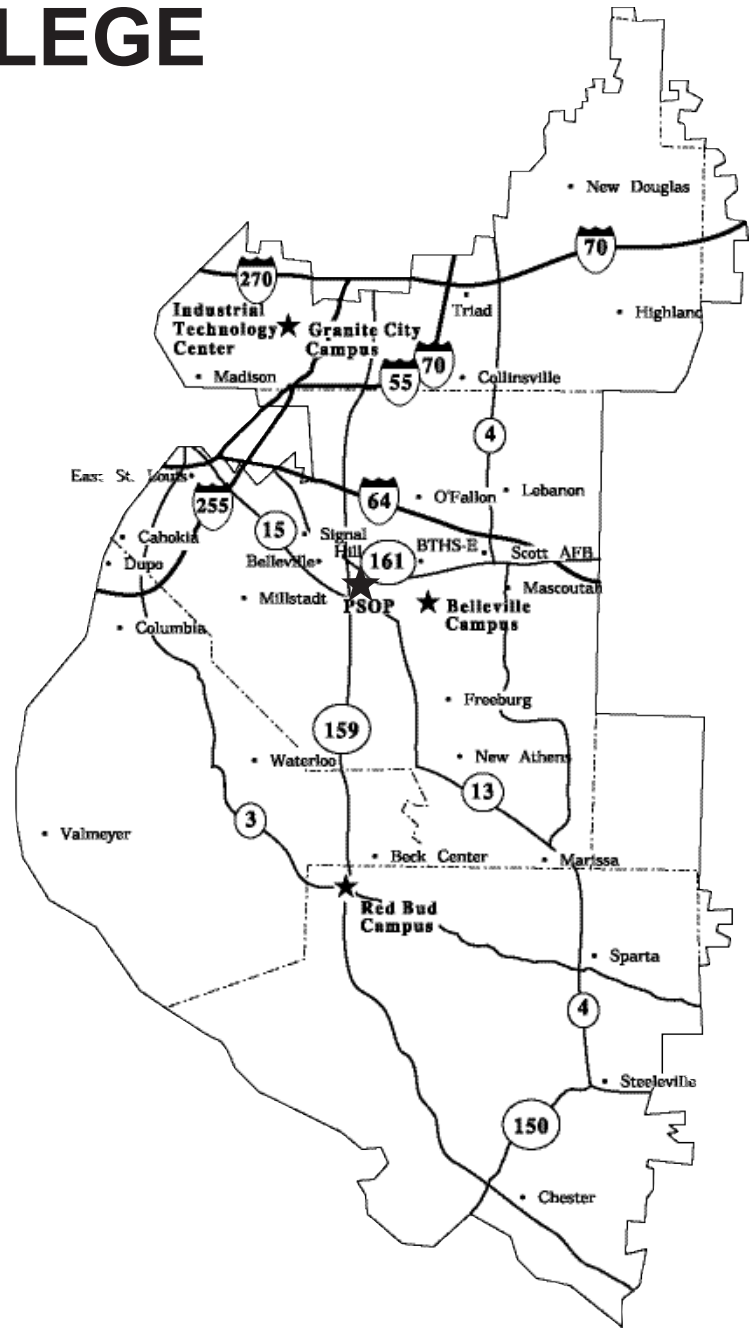 LEGE
New Douglas
70
270
Industrial
Technology
Center
Granite City
Campus
Triad
Highland
Madison
55
70
Collinsville
4
East St. Louis
255
64
O'Fallon
Lebanon
15
Cahokia
Signal
Hill
161
BTHS-E
Scott AFB
Dupo
Belleville
Mascoutah
Millstadt
PSOP
Belleville
Campus
Columbia
Freeburg
159
Waterloo
New Athens
13
3
Valmeyer
Beck Center
Marissa
Red Bud
Campus
Sparta
4
Steeleville
150
Chester